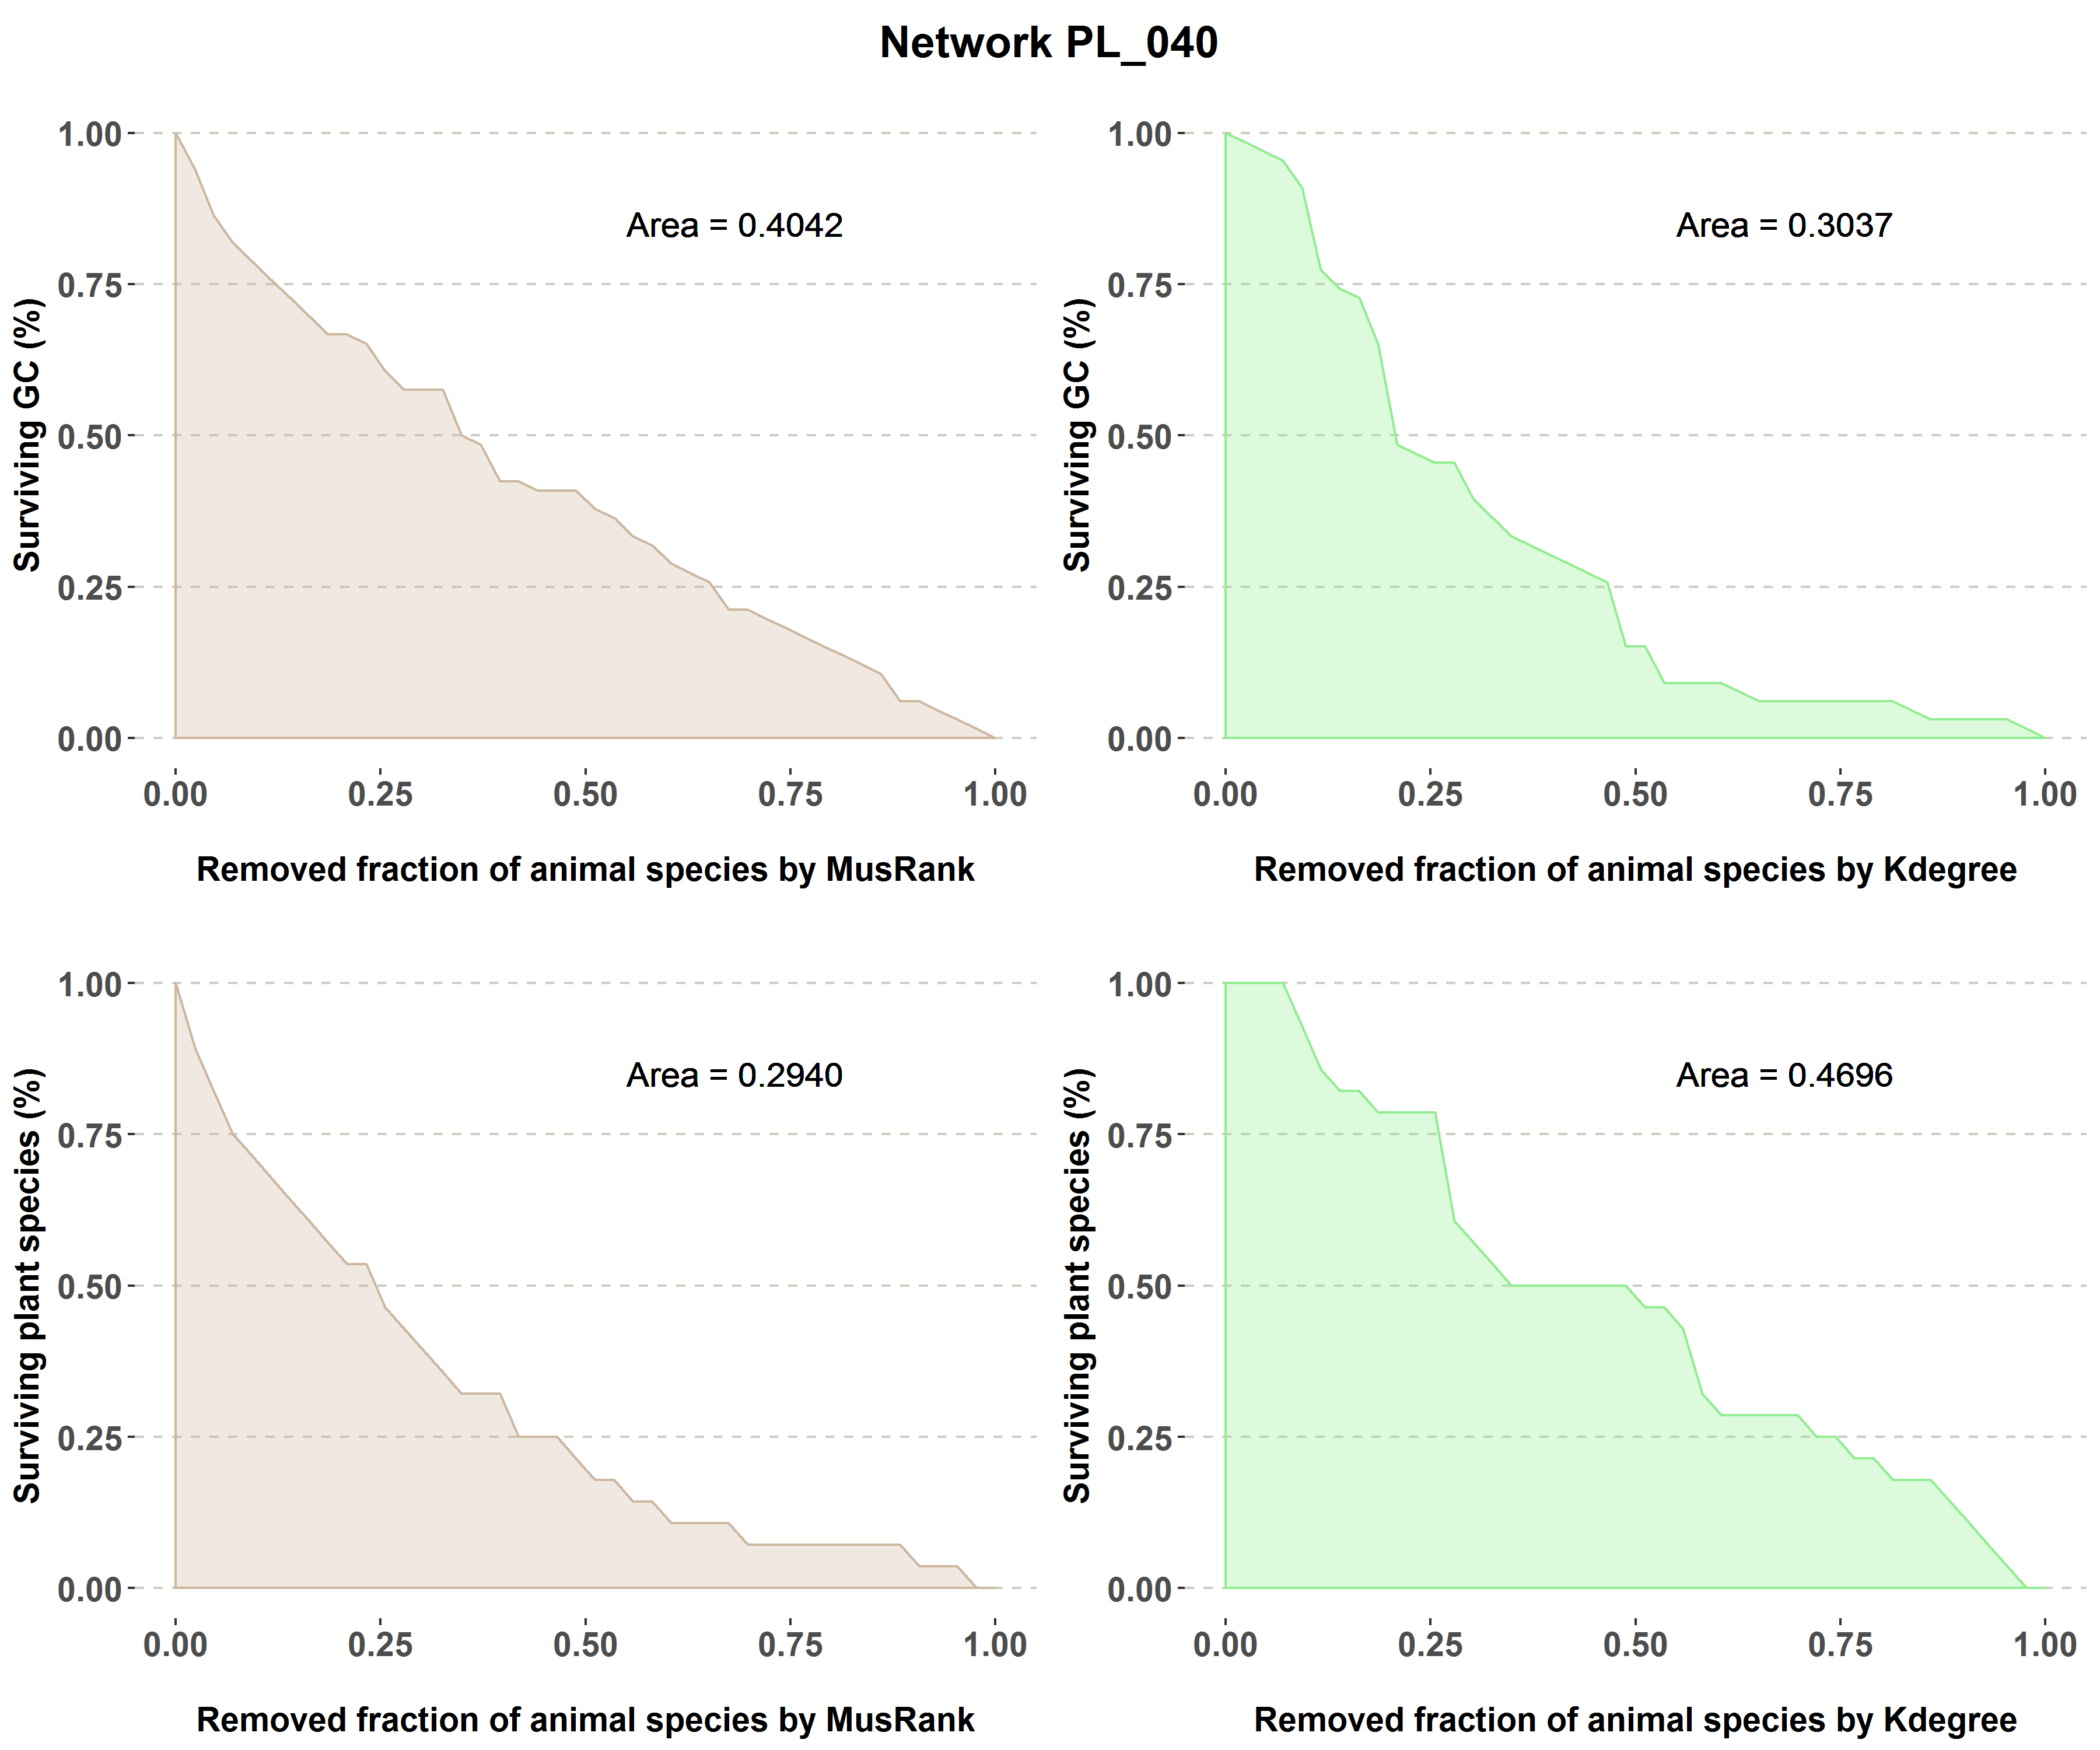 Network PL_040
Surviving GC (%)
1.00
0.75
0.50
0.25
0.00
Area = 0.4042
0.00 0.25 0.50 0.75 1.00
Removed fraction of animal species by MusRank
Surviving GC (%)
1.00
0.75
0.50
0.25
0.00
Area = 0.3037
0.00 0.25 0.50 0.75 1.00
Removed fraction of animal species by Kdegree
Surviving plant species (%)
1.00
0.75
0.50
0.25
0.00
Area = 0.2940
0.00 0.25 0.50 0.75 1.00
Removed fraction of animal species by MusRank
Surviving plant species (%)
1.00
0.75
0.50
0.25
0.00
Area = 0.4696
0.00 0.25 0.50 0.75 1.00
Removed fraction of animal species by Kdegree